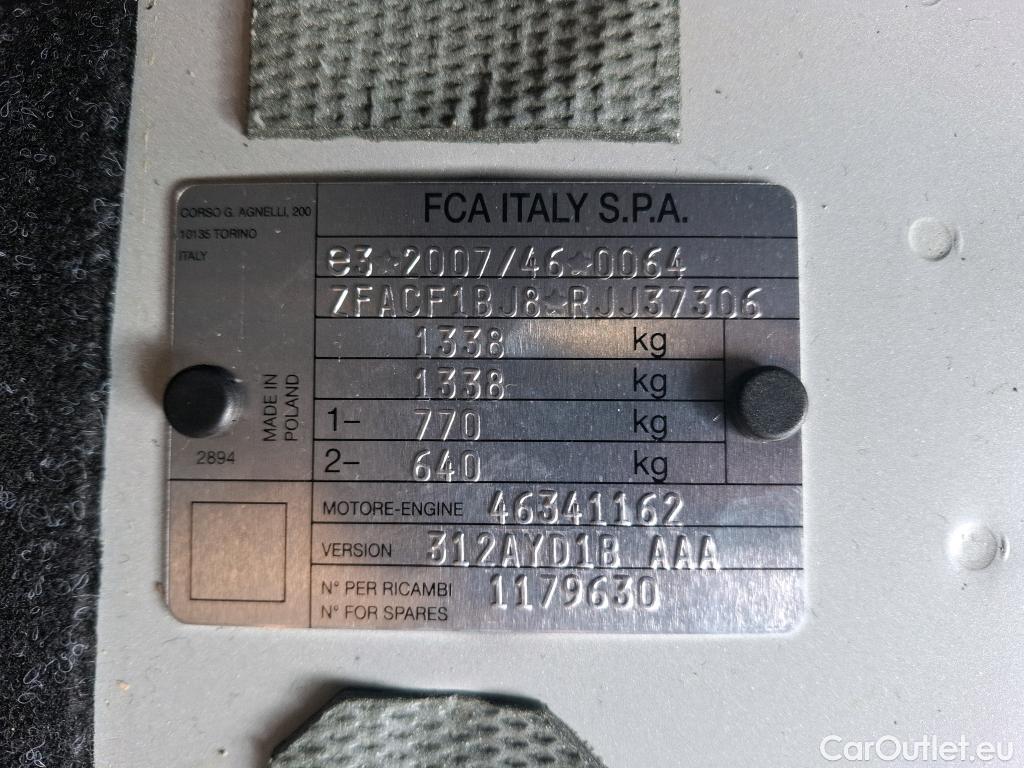 FCA ITALY S.P.A.
CORSO G. AGNELLI, 200
10135 TORINO
ITALY
e3★2007/46★0064
ZFACF1BJ8★RJJ37306
1338 kg
1338 kg
1– 770 kg
2– 640 kg
MADE IN
POLAND
2894
MOTORE-ENGINE 46341162
VERSION 312AYD1B AAA
N° PER RICAMBI
N° FOR SPARES
1179630
CarOutlet.eu